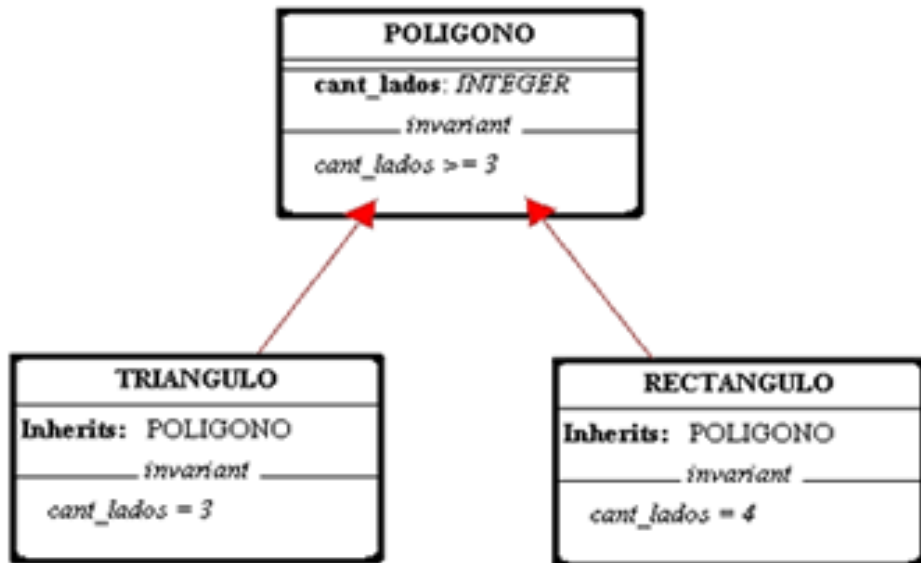 POLIGONO
cant_lados: INTEGER
invariant
cant_lados >= 3
TRIANGULO
Inherits: POLIGONO
invariant
cant_lados = 3
RECTANGULO
Inherits: POLIGONO
invariant
cant_lados = 4